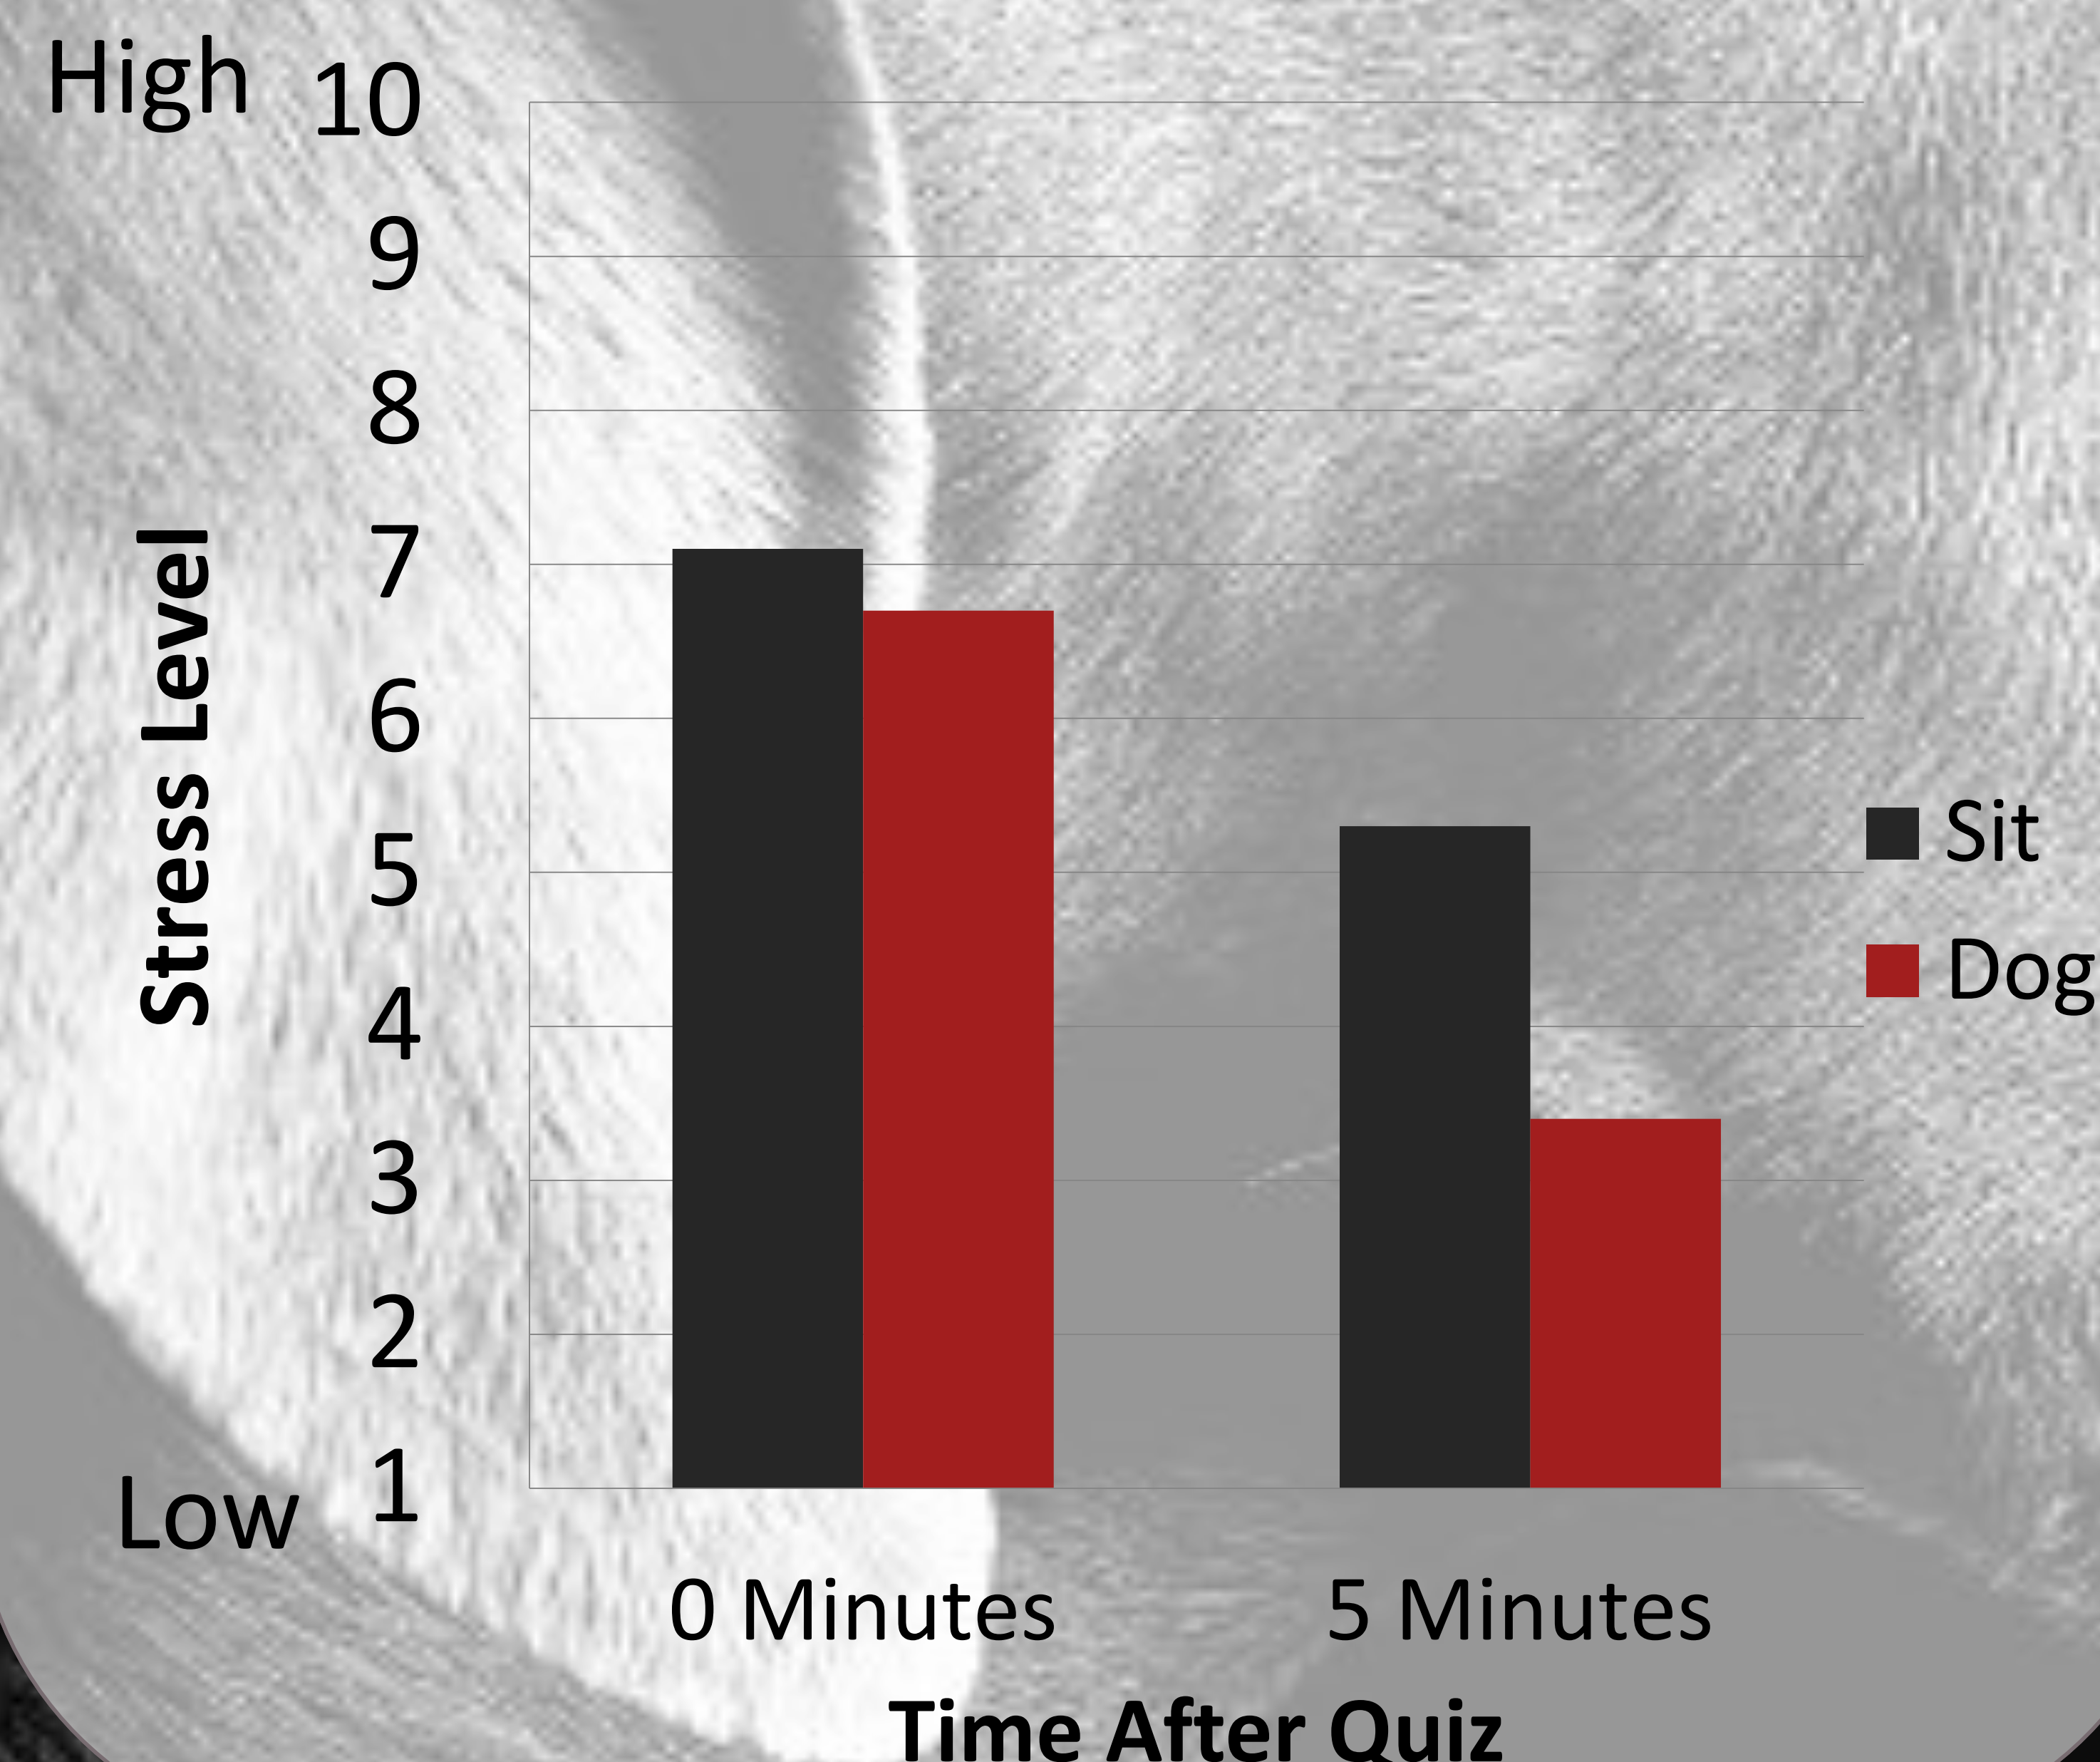 High
10
9
8
7
6
5
4
3
2
1
Low
Stress Level
Sit
Dog
0 Minutes
5 Minutes
Time After Quiz